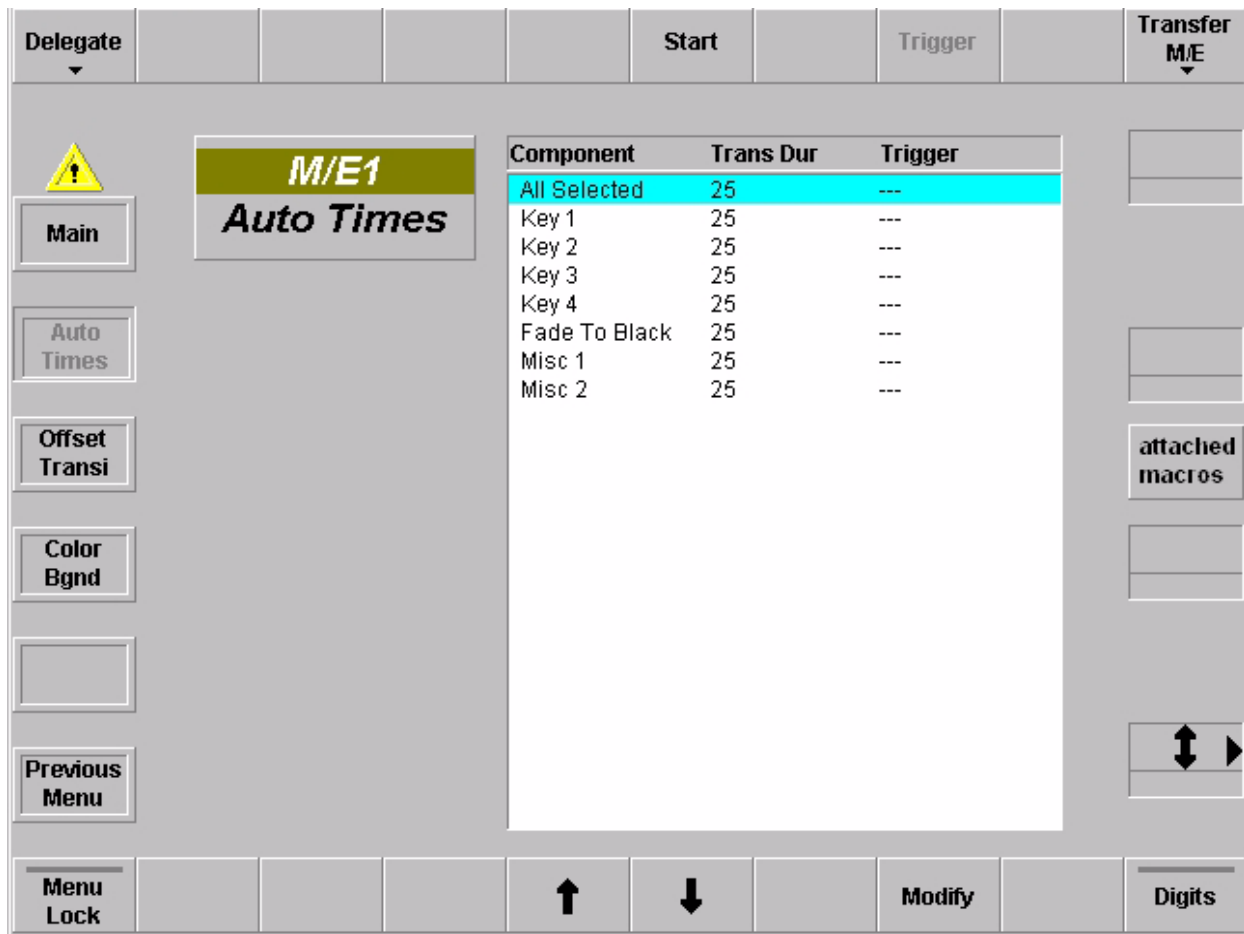 Delegate
Start
Trigger
Transfer
M/E
M/E1
Auto Times
Main
Auto
Times
Offset
Transi
Color
Bgnd
Previous
Menu
Component Trans Dur Trigger
All Selected 25 ---
Key 1 25 ---
Key 2 25 ---
Key 3 25 ---
Key 4 25 ---
Fade To Black 25 ---
Misc 1 25 ---
Misc 2 25 ---
attached
macros
Menu
Lock
Modify
Digits